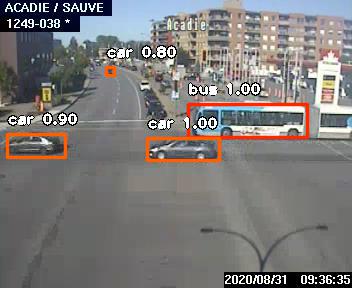 ACADIE / SAUVE
1249-038 *
Acadie
car 0.80
bus 1.00
car 0.90
car 1.00
2020/08/31 09:36:35